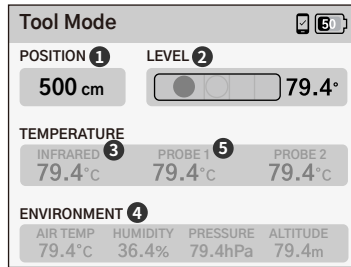 Tool Mode 50
POSITION 1 LEVEL 2
500 cm 79.4°
TEMPERATURE
INFRARED 3 PROBE 1 5 PROBE 2
79.4°C 79.4°C 79.4°C
ENVIRONMENT 4
AIR TEMP HUMIDITY PRESSURE ALTITUDE
79.4°C 36.4% 79.4hPa 79.4m